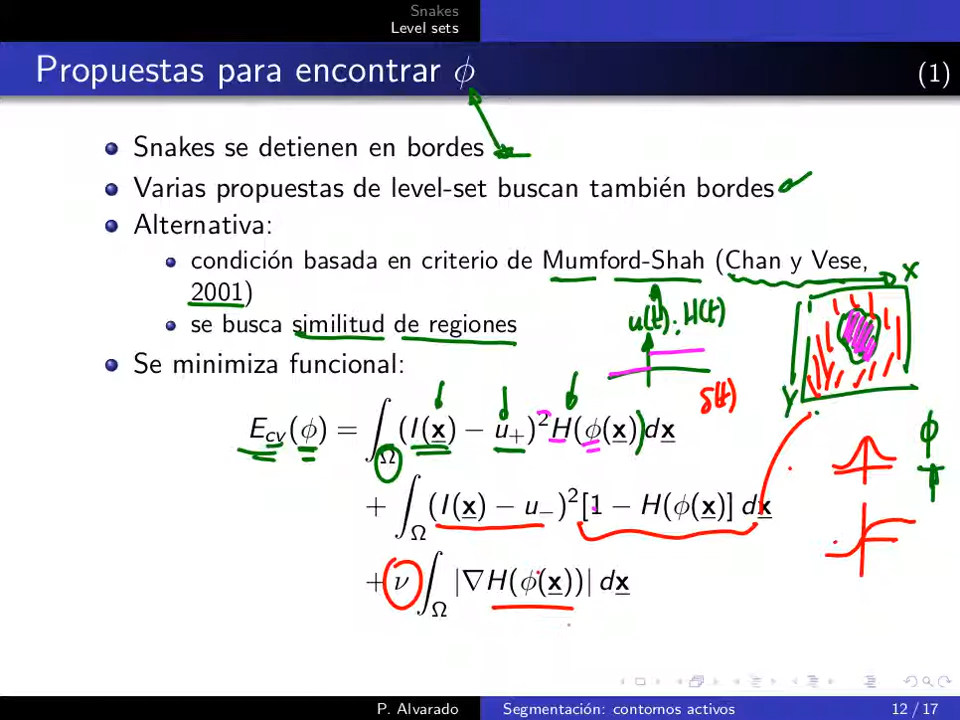 Snakes
Level sets
Propuestas para encontrar ϕ (1)
Snakes se detienen en bordes
Varias propuestas de level-set buscan también bordes
Alternativa:
condición basada en criterio de Mumford-Shah (Chan y Vese,
2001)
se busca similitud de regiones
Se minimiza funcional:
x
u(t): H(t)
y
δ(t)
ϕ
E_cv(ϕ) = ∫_Ω (I(x) − u_+)² H(ϕ(x)) dx
+ ∫_Ω (I(x) − u_−)² [1 − H(ϕ(x)] dx
+ ν ∫_Ω |∇H(ϕ(x))| dx
P. Alvarado Segmentación: contornos activos 12 / 17